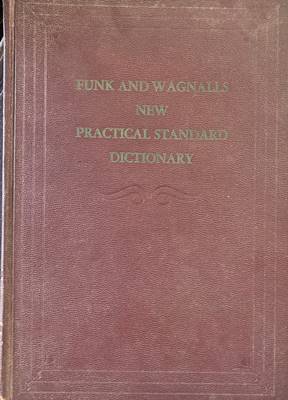 FUNK AND WAGNALLS
NEW
PRACTICAL STANDARD
DICTIONARY